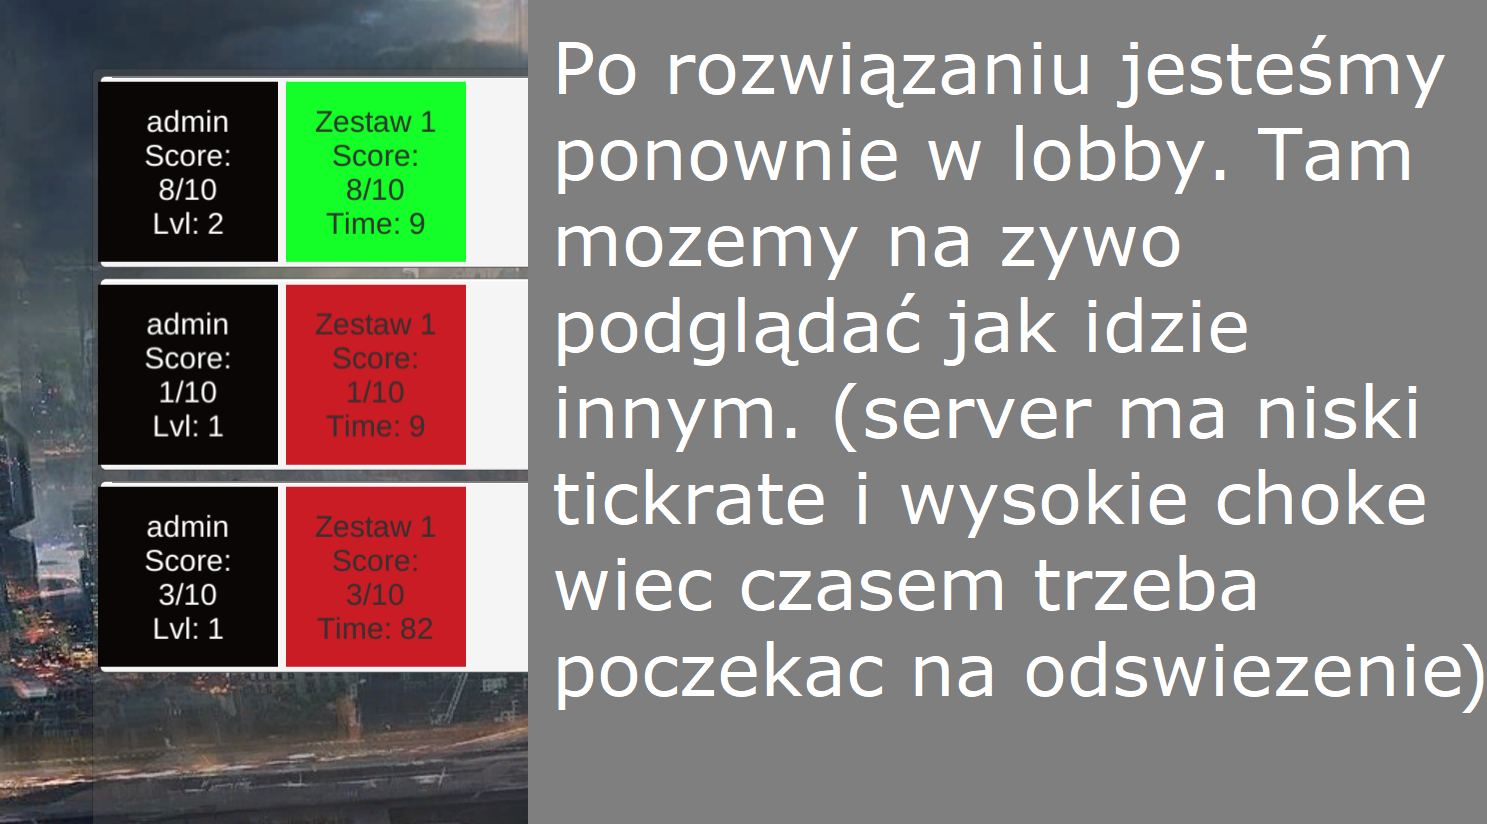 admin
Score:
8/10
Lvl: 2
Zestaw 1
Score:
8/10
Time: 9
admin
Score:
1/10
Lvl: 1
Zestaw 1
Score:
1/10
Time: 9
admin
Score:
3/10
Lvl: 1
Zestaw 1
Score:
3/10
Time: 82
Po rozwiązaniu jesteśmy
ponownie w lobby. Tam
mozemy na zywo
podglądać jak idzie
innym. (server ma niski
tickrate i wysokie choke
wiec czasem trzeba
poczekac na odswiezenie)